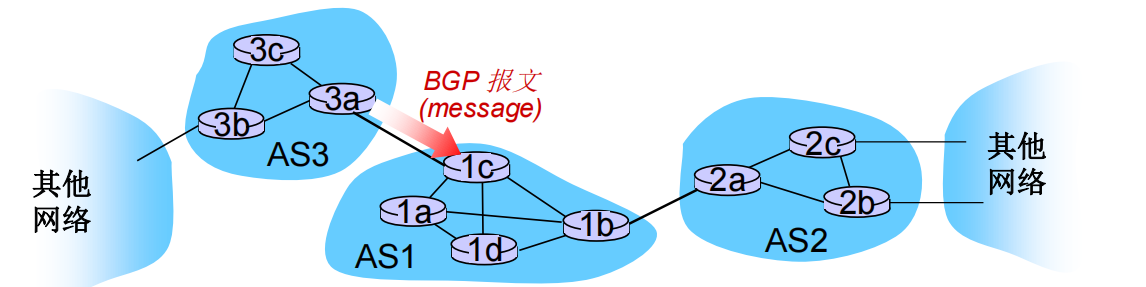 3c
BGP 报文
(message)
3a
3b
AS3
其他
网络
1c
1a
1b
1d
AS1
2c
2a
2b
AS2
其他
网络